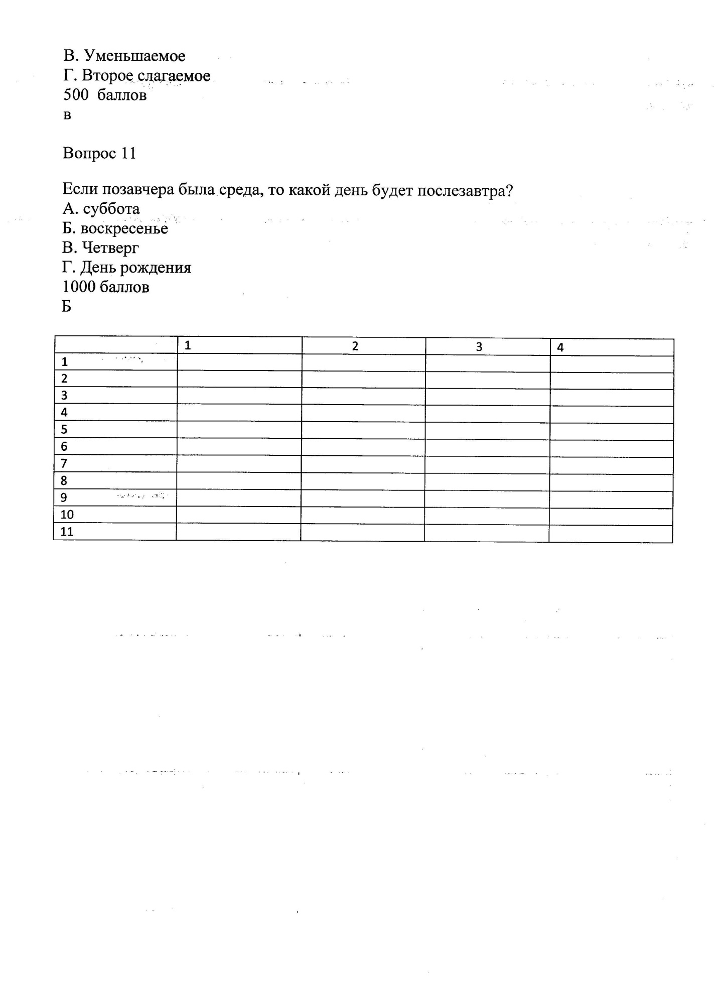 В. Уменьшаемое
Г. Второе слагаемое
500 баллов
в
Вопрос 11
Если позавчера была среда, то какой день будет послезавтра?
А. суббота
Б. воскресенье
В. Четверг
Г. День рождения
1000 баллов
Б
1 2 3 4
1
2
3
4
5
6
7
8
9
10
11